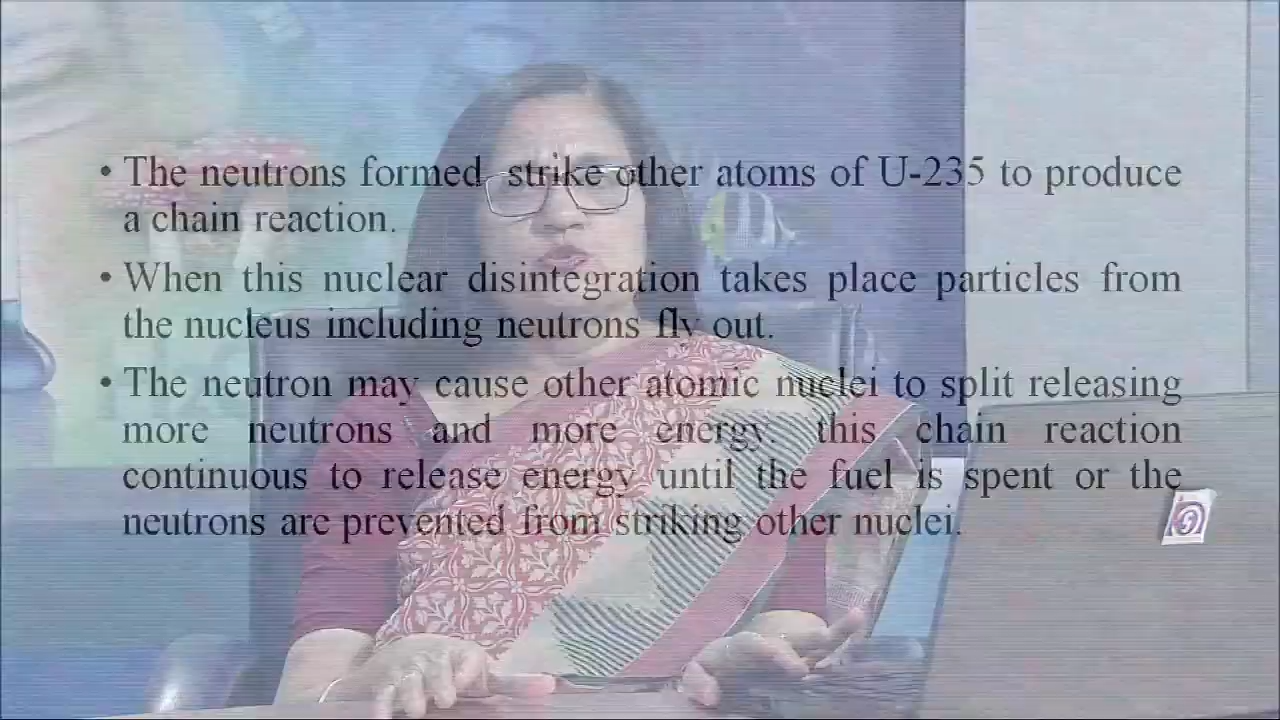 • The neutrons formed strike other atoms of U-235 to produce
a chain reaction.
• When this nuclear disintegration takes place particles from
the nucleus including neutrons fly out.
• The neutron may cause other atomic nuclei to split releasing
more neutrons and more energy. this chain reaction
continuous to release energy until the fuel is spent or the
neutrons are prevented from striking other nuclei.